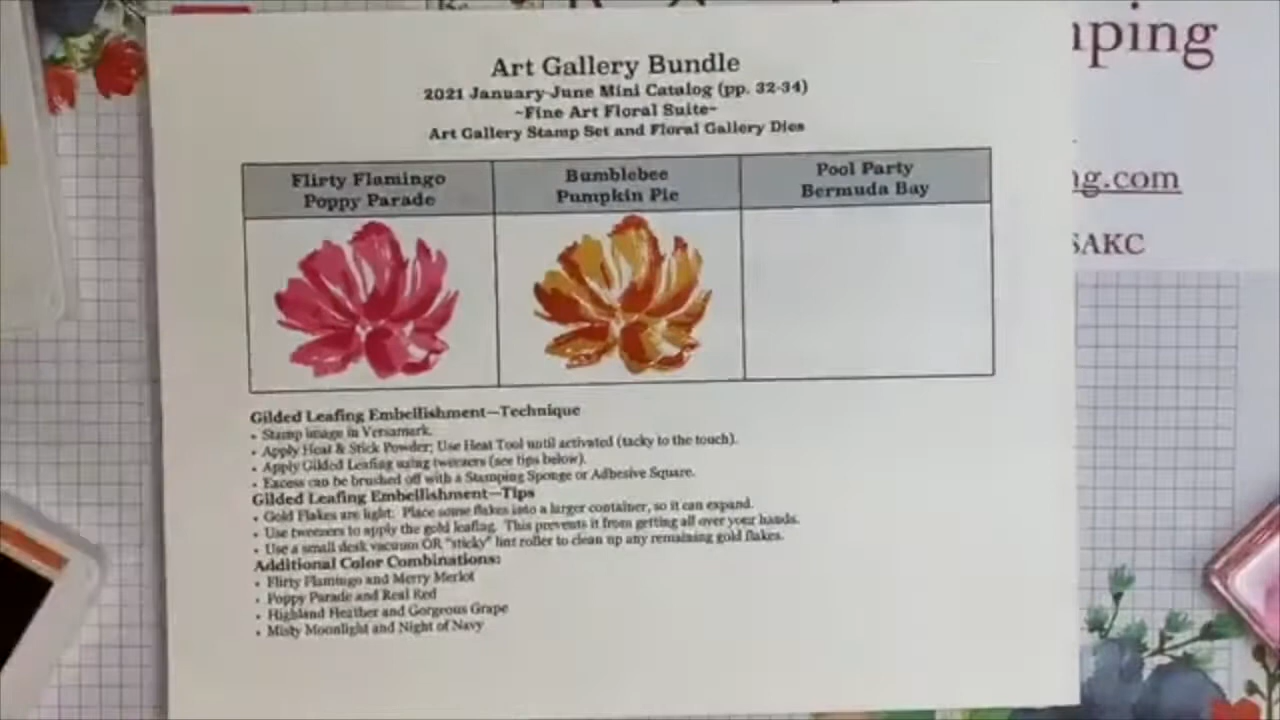 Art Gallery Bundle
2021 January-June Mini Catalog (pp. 32-34)
~Fine Art Floral Suite~
Art Gallery Stamp Set and Floral Gallery Dies
Flirty Flamingo
Poppy Parade
Bumblebee
Pumpkin Pie
Pool Party
Bermuda Bay
Gilded Leafing Embellishment—Technique
• Stamp image in Versamark.
• Apply Heat & Stick Powder; Use Heat Tool until activated (tacky to the touch).
• Apply Gilded Leafing using tweezers (see tips below).
• Excess can be brushed off with a Stamping Sponge or Adhesive Square.
Gilded Leafing Embellishment—Tips
• Gold Flakes are light. Place some flakes into a larger container, so it can expand.
• Use tweezers to apply the gold leafing. This prevents it from getting all over your hands.
• Use a small desk vacuum OR "sticky" lint roller to clean up any remaining gold flakes.
Additional Color Combinations:
• Flirty Flamingo and Merry Merlot
• Poppy Parade and Real Red
• Highland Heather and Gorgeous Grape
• Misty Moonlight and Night of Navy
ping
ng.com
SAKC